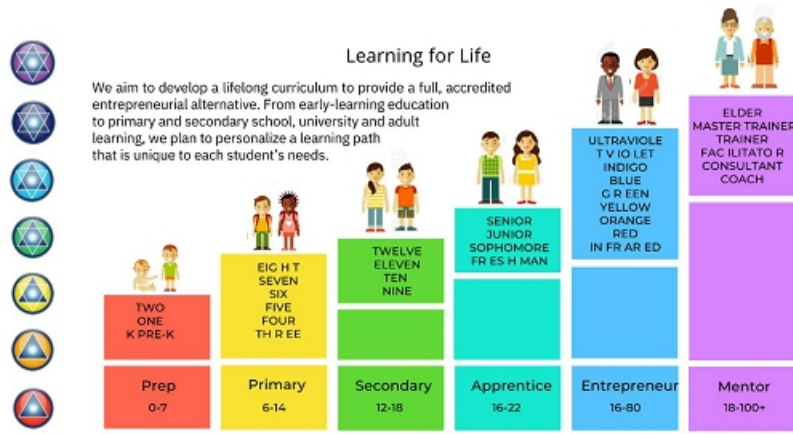 Learning for Life
We aim to develop a lifelong curriculum to provide a full, accredited
entrepreneurial alternative. From early-learning education
to primary and secondary school, university and adult
learning, we plan to personalize a learning path
that is unique to each student's needs.
TWO
ONE
K PRE-K
Prep
0-7
EIG H T
SEVEN
SIX
FIVE
FOUR
TH R EE
Primary
6-14
TWELVE
ELEVEN
TEN
NINE
Secondary
12-18
SENIOR
JUNIOR
SOPHOMORE
FR ES H MAN
Apprentice
16-22
ULTRAVIOLE
T V IO LET
INDIGO
BLUE
G R EEN
YELLOW
ORANGE
RED
IN FR AR ED
Entrepreneur
16-80
ELDER
MASTER TRAINER
TRAINER
FAC ILITATO R
CONSULTANT
COACH
Mentor
18-100+